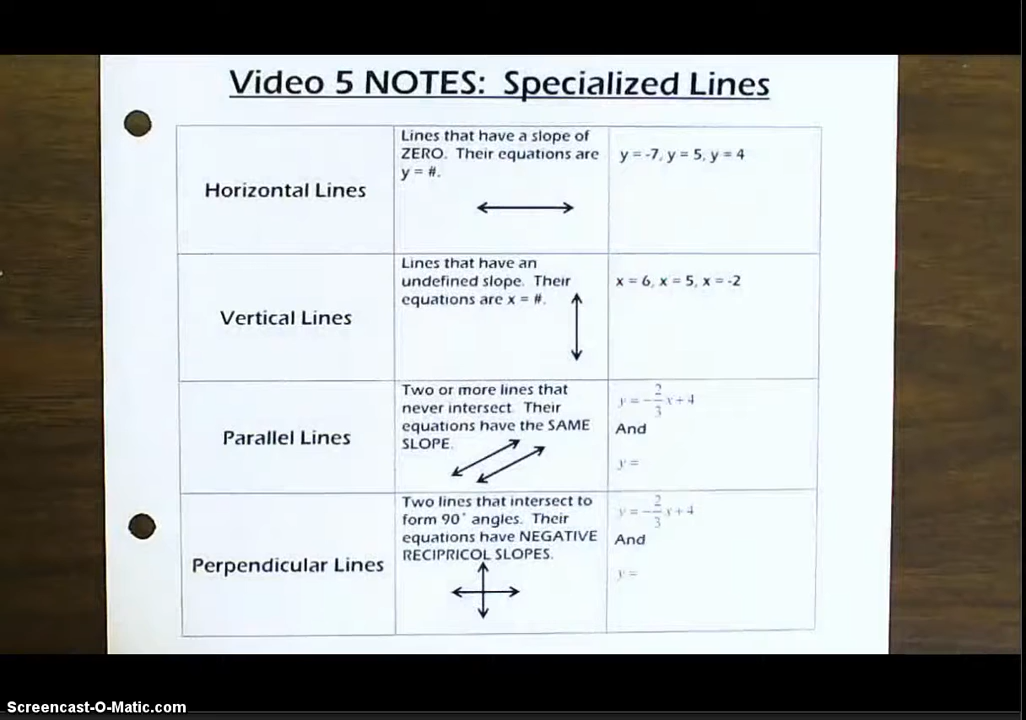 Video 5 NOTES: Specialized Lines
Horizontal Lines
Lines that have a slope of
ZERO. Their equations are
y = #.
y = -7, y = 5, y = 4
Vertical Lines
Lines that have an
undefined slope. Their
equations are x = #.
x = 6, x = 5, x = -2
Parallel Lines
Two or more lines that
never intersect. Their
equations have the SAME
SLOPE.
y = -2/3 x + 4
And
y =
Perpendicular Lines
Two lines that intersect to
form 90° angles. Their
equations have NEGATIVE
RECIPRICOL SLOPES.
y = -2/3 x + 4
And
y =
Screencast-O-Matic.com